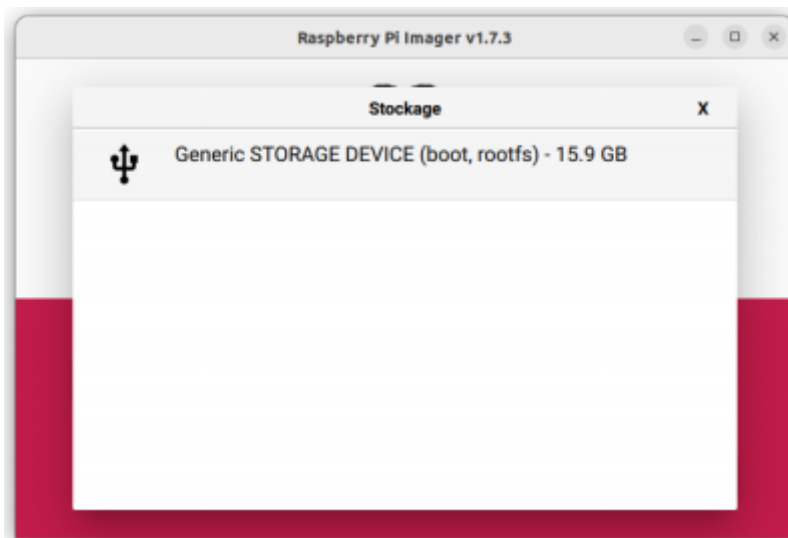 Raspberry Pi Imager v1.7.3
Stockage X
Generic STORAGE DEVICE (boot, rootfs) - 15.9 GB